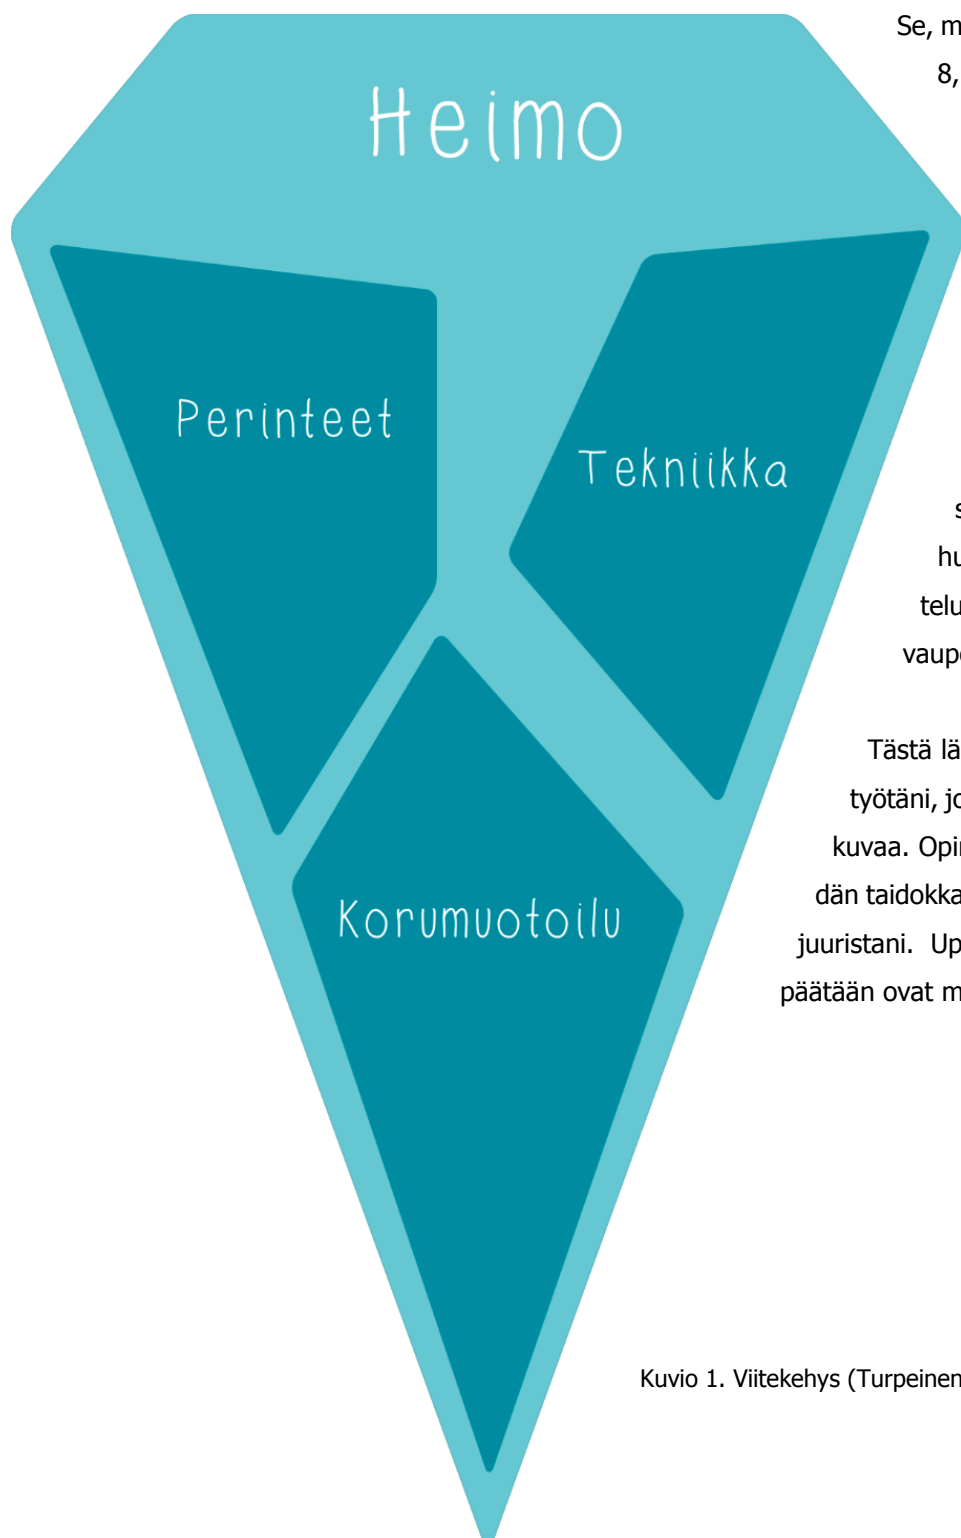 Heimo
Perinteet
Tekniikka
Korumuotoilu
Se, m
8,
s
hu
telu
vaup
Tästä lä
työtäni, jo
kuvaa. Opi
dän taidokka
juuristani. Up
päätään ovat m
Kuvio 1. Viitekehys (Turpeinen